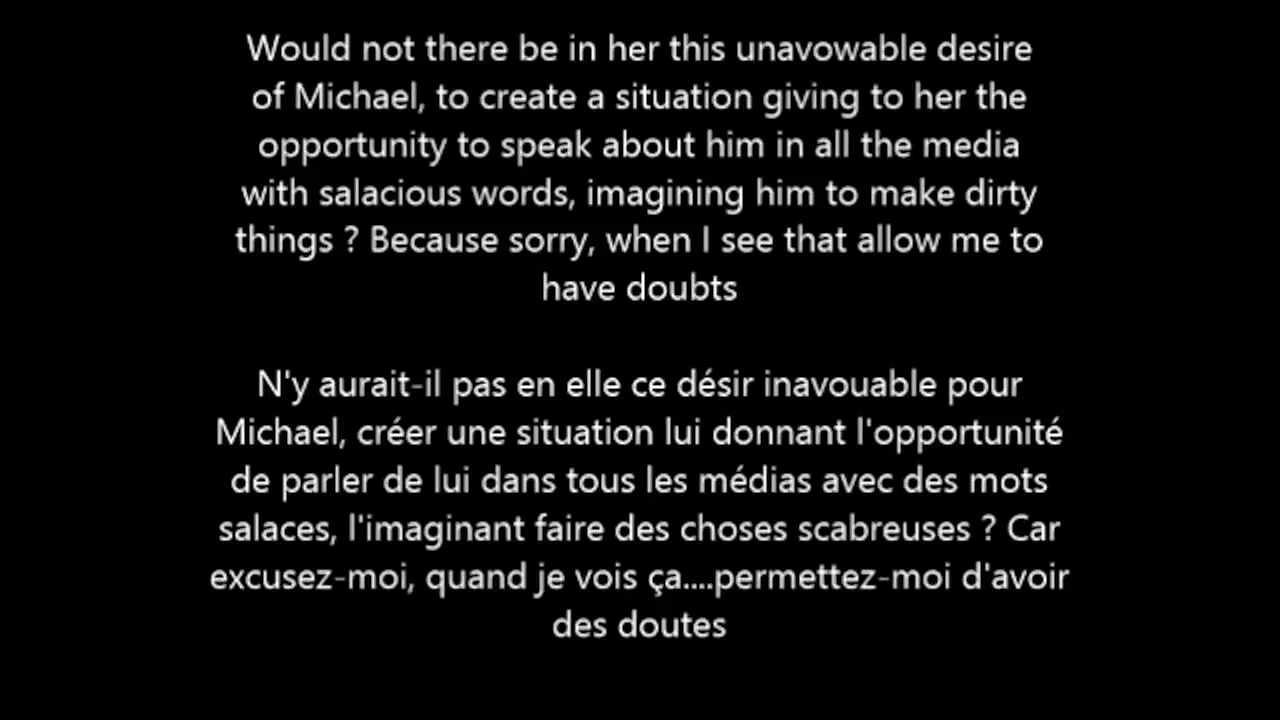 Would not there be in her this unavowable desire
of Michael, to create a situation giving to her the
opportunity to speak about him in all the media
with salacious words, imagining him to make dirty
things ? Because sorry, when I see that allow me to
have doubts
N'y aurait-il pas en elle ce désir inavouable pour
Michael, créer une situation lui donnant l'opportunité
de parler de lui dans tous les médias avec des mots
salaces, l'imaginant faire des choses scabreuses ? Car
excusez-moi, quand je vois ça....permettez-moi d'avoir
des doutes